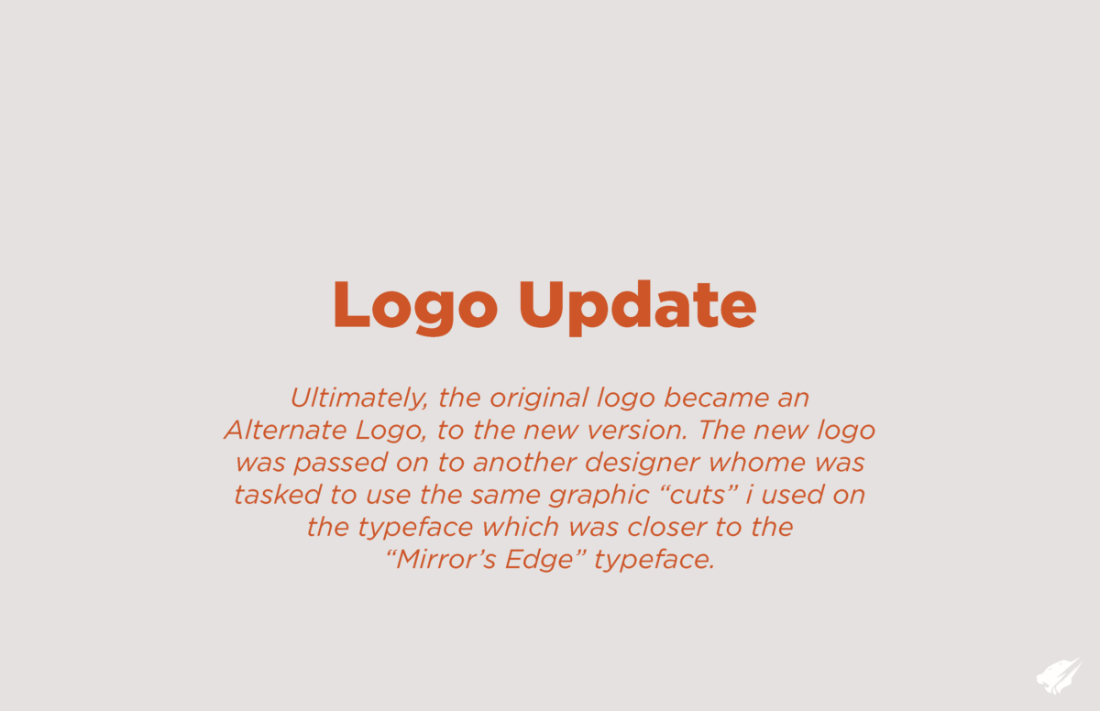 Logo Update
Ultimately, the original logo became an
Alternate Logo, to the new version. The new logo
was passed on to another designer whome was
tasked to use the same graphic “cuts” i used on
the typeface which was closer to the
“Mirror’s Edge” typeface.